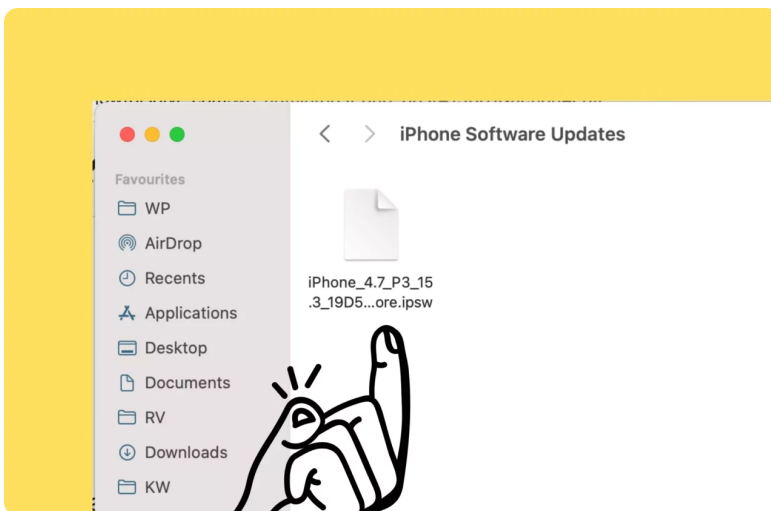 iPhone Software Updates
Favourites
WP
AirDrop
Recents
Applications
Desktop
Documents
RV
Downloads
KW
iPhone_4.7_P3_15
.3_19D5...ore.ipsw